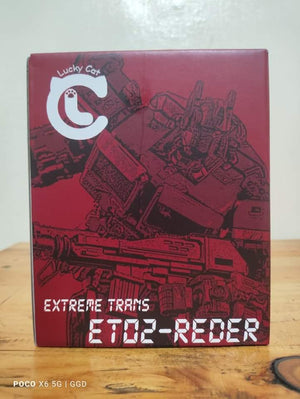 Lucky Cat
EXTREME TRANS
ET02-REDER
POCO X6 5G | GGD